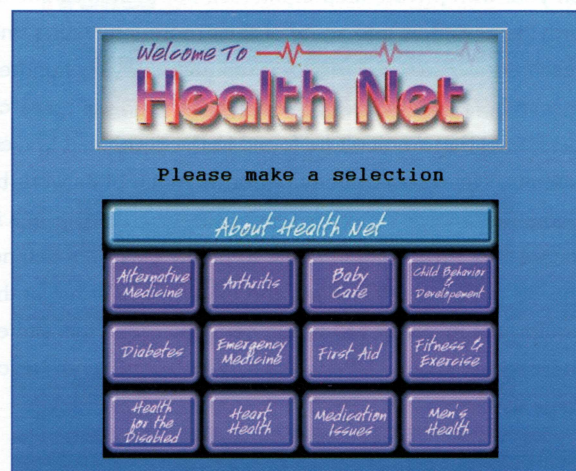 Welcome To
Health Net
Please make a selection
About Health Net
Alternative
Medicine
Arthritis
Baby
Care
Child Behavior
&
Developement
Diabetes
Emergency
Medicine
First Aid
Fitness &
Exercise
Health
for the
Disabled
Heart
Health
Medication
Issues
Men's
Health